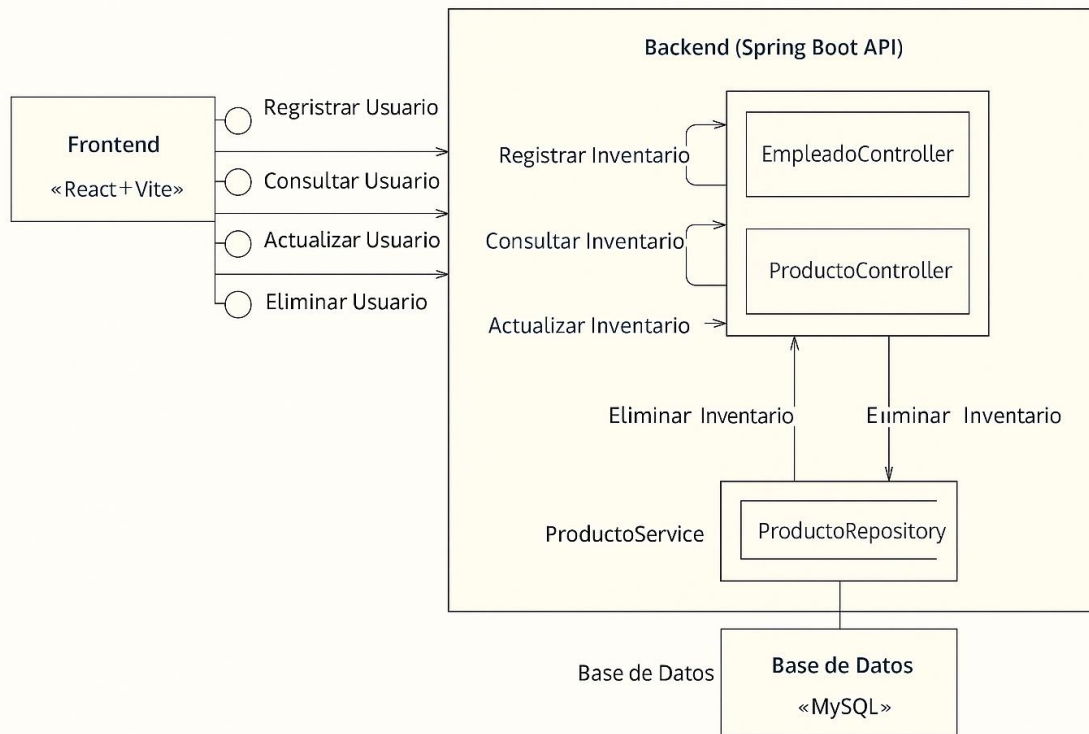 Backend (Spring Boot API)
Frontend
«React+Vite»
Regristrar Usuario
Consultar Usuario
Actualizar Usuario
Eliminar Usuario
Registrar Inventario
EmpleadoController
Consultar Inventario
ProductoController
Actualizar Inventario
Eliminar Inventario
Eliminar Inventario
ProductoService
ProductoRepository
Base de Datos
Base de Datos
«MySQL»